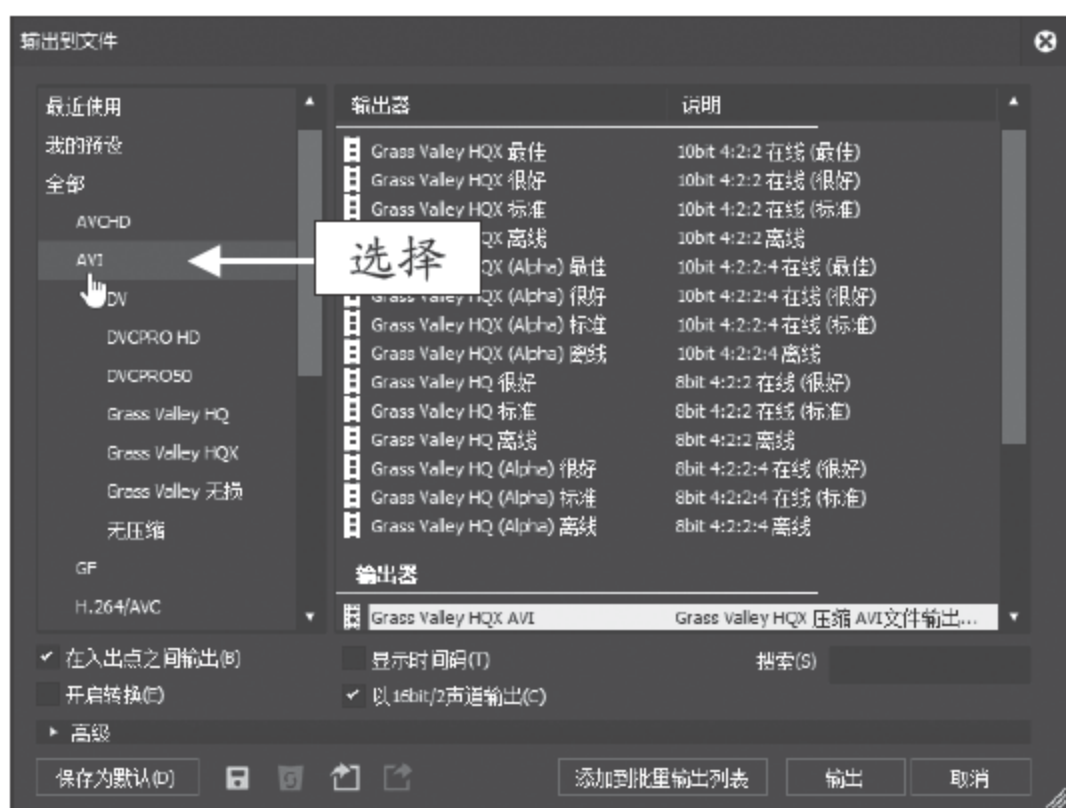 输出到文件
最近使用
我的预设
全部
AVCHD
AVI
DV
DVCPRO HD
DVCPRO50
Grass Valley HQ
Grass Valley HQX
Grass Valley 无损
无压缩
GF
H.264/AVC
选择
输出器 说明
Grass Valley HQX 最佳 10bit 4:2:2 在线 (最佳)
Grass Valley HQX 很好 10bit 4:2:2 在线 (很好)
Grass Valley HQX 标准 10bit 4:2:2 在线 (标准)
QX 离线 10bit 4:2:2 离线
QX (Alpha) 最佳 10bit 4:2:2:4 在线 (最佳)
Grass Valley HQX (Alpha) 很好 10bit 4:2:2:4 在线 (很好)
Grass Valley HQX (Alpha) 标准 10bit 4:2:2:4 在线 (标准)
Grass Valley HQX (Alpha) 离线 10bit 4:2:2:4 离线
Grass Valley HQ 很好 8bit 4:2:2 在线 (很好)
Grass Valley HQ 标准 8bit 4:2:2 在线 (标准)
Grass Valley HQ 离线 8bit 4:2:2 离线
Grass Valley HQ (Alpha) 很好 8bit 4:2:2:4 在线 (很好)
Grass Valley HQ (Alpha) 标准 8bit 4:2:2:4 在线 (标准)
Grass Valley HQ (Alpha) 离线 8bit 4:2:2:4 离线
输出器
Grass Valley HQX AVI Grass Valley HQX 压缩 AVI文件输出...
在入出点之间输出(B) 显示时间码(T) 搜索(S)
开启转换(E) 以16bit/2声道输出(C)
高级
保存为默认(D) 添加到批里输出列表 输出 取消